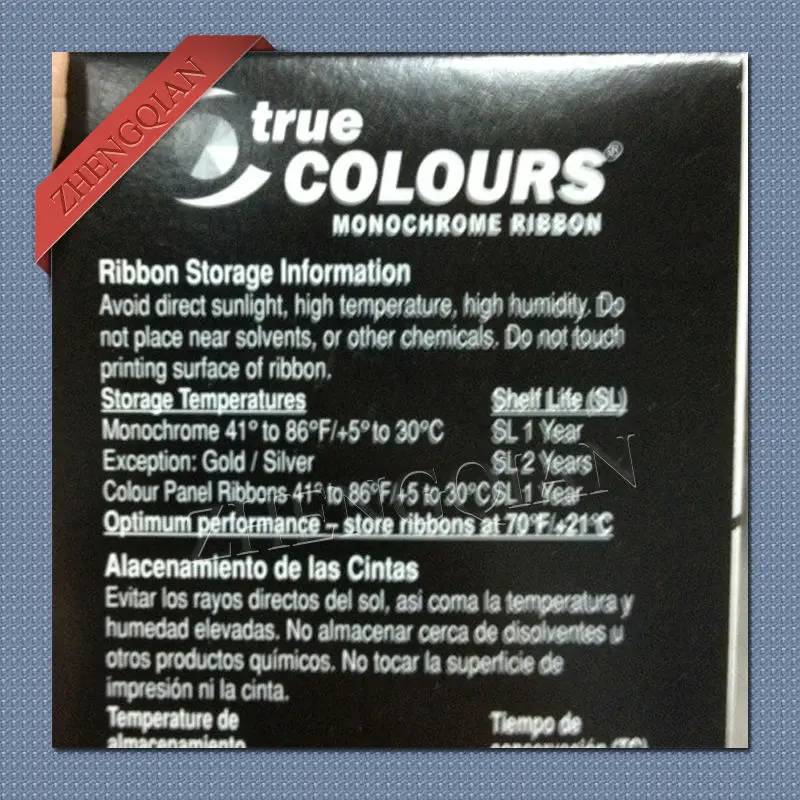 ZHENGQIAN
true
COLOURS®
MONOCHROME RIBBON
Ribbon Storage Information
Avoid direct sunlight, high temperature, high humidity. Do
not place near solvents, or other chemicals. Do not touch
printing surface of ribbon.
Storage Temperatures Shelf Life (SL)
Monochrome 41° to 86°F/+5° to 30°C SL 1 Year
Exception: Gold / Silver SL 2 Years
Colour Panel Ribbons 41° to 86°F/+5 to 30°C SL 1 Year
Optimum performance – store ribbons at 70°F/+21°C
ZHENGQIAN
Alacenamiento de las Cintas
Evitar los rayos directos del sol, asi coma la temperatura y
humedad elevadas. No almacenar cerca de disolventes u
otros productos químicos. No tocar la superficie de
impresión ni la cinta.
Temperature de Tiempo de
almacenamiento conservación (TC)